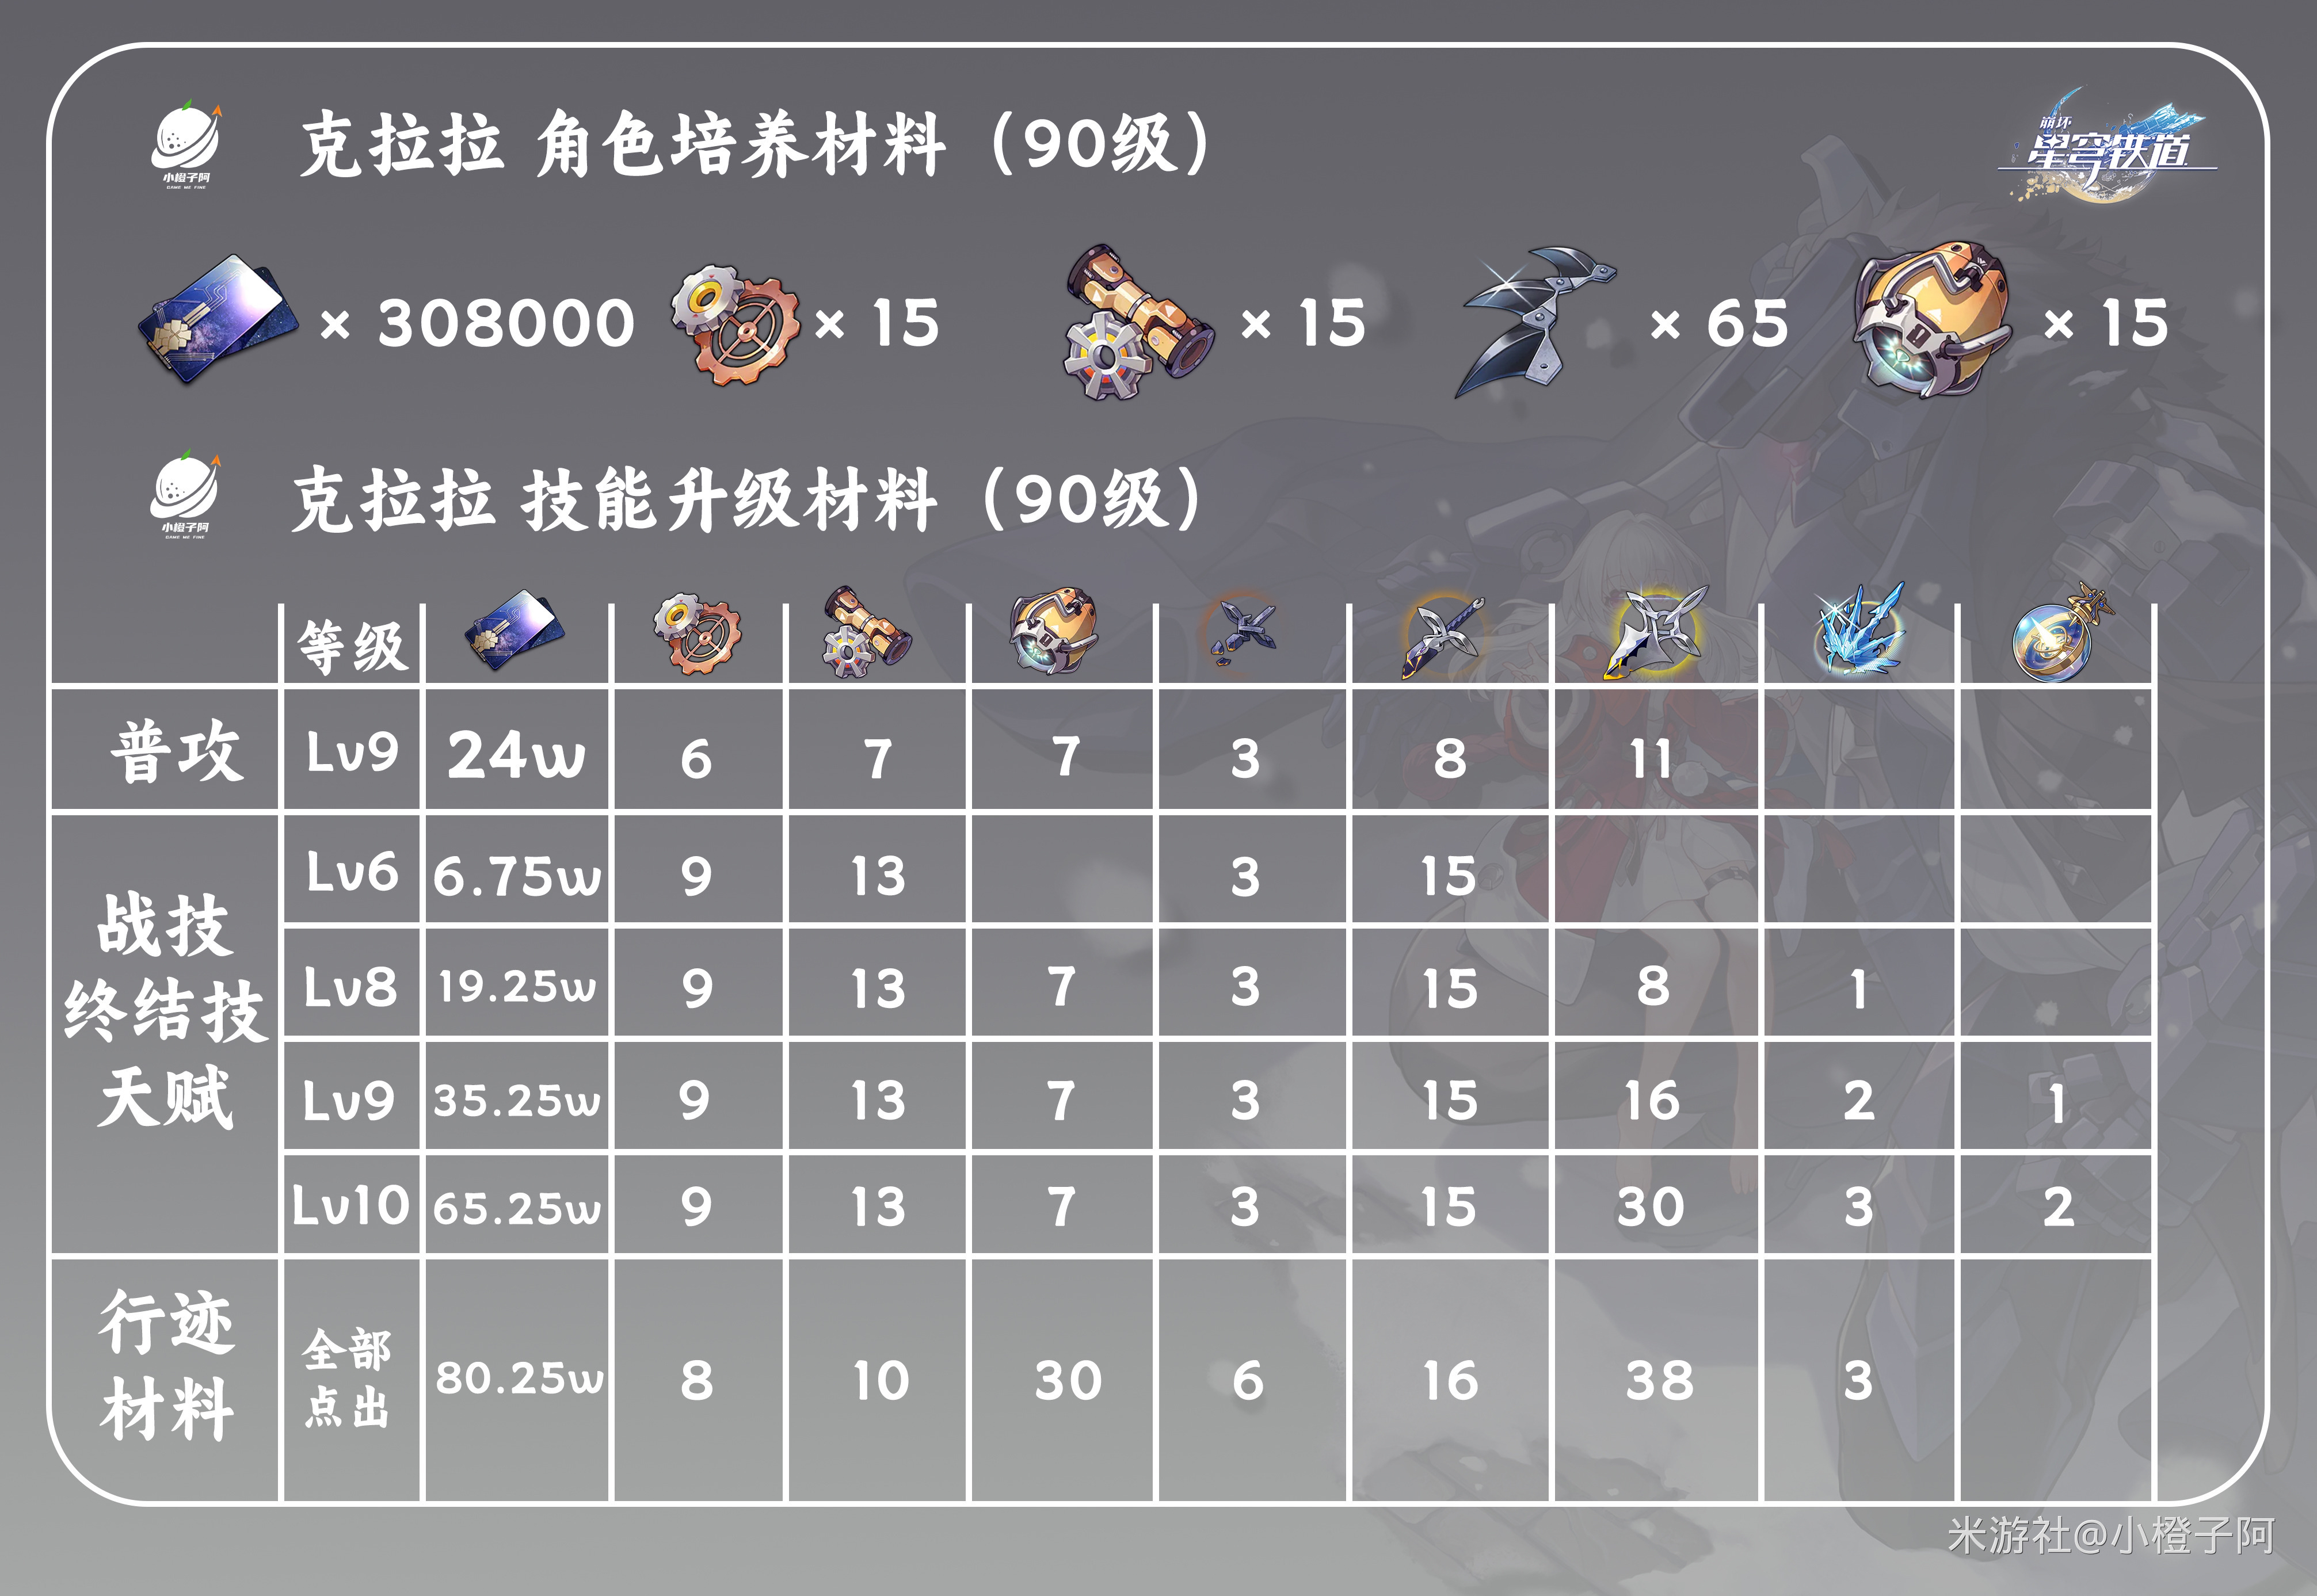 小橙子阿
GAME ME FINE
克拉拉 角色培养材料（90级）
崩坏
星穹铁道
× 308000 × 15 × 15 × 65 × 15
小橙子阿
GAME ME FINE
克拉拉 技能升级材料（90级）
等级
普攻 Lv9 24w 6 7 7 3 8 11
战技
终结技
天赋
Lv6 6.75w 9 13 3 15
Lv8 19.25w 9 13 7 3 15 8 1
Lv9 35.25w 9 13 7 3 15 16 2 1
Lv10 65.25w 9 13 7 3 15 30 3 2
行迹
材料
全部
点出
80.25w 8 10 30 6 16 38 3
米游社@小橙子阿